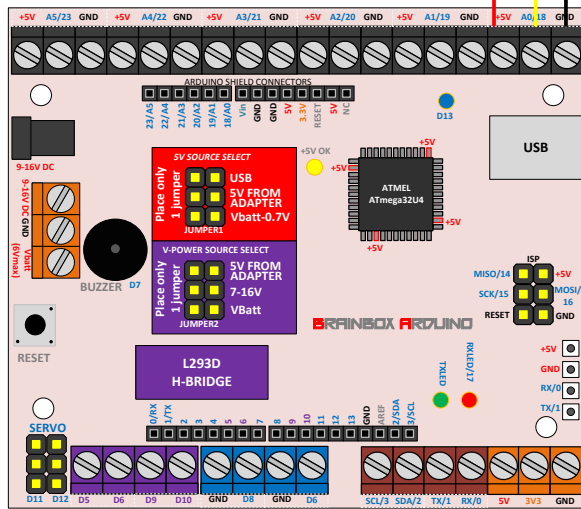 +5V A5/23 GND +5V A4/22 GND +5V A3/21 GND +5V A2/20 GND +5V A1/19 GND +5V A0/18 GND
ARDUINO SHIELD CONNECTORS
23/A5 22/A4 21/A3 20/A2 19/A1 18/A0 Vin GND GND 5V 3.3V RESET 5V NC
D13
+5V OK
9-16V DC
USB
5V SOURCE SELECT
Place only
1 jumper
USB
5V FROM
ADAPTER
Vbatt-0.7V
JUMPER1
+5V
+5V
+5V
+5V
ATMEL
ATmega32U4
9-16V DC GND Vbatt
(6Vmax)
BUZZER D7
V-POWER SOURCE SELECT
Place only
1 jumper
5V FROM
ADAPTER
7-16V
VBatt
JUMPER2
ISP
MISO/14 +5V
SCK/15 MOSI/
16
RESET GND
RESET
BRAINBOX ARDUINO
L293D
H-BRIDGE
TXLED
RXLED/17
+5V
GND
RX/0
TX/1
0/RX 1/TX 2 3 4 5 6 7 8 9 10 11 12 13 GND AREF 2/SDA 3/SCL
SERVO
D11 D12
D5 D6 D9 D10 GND D8 GND D6
SCL/3 SDA/2 TX/1 RX/0 5V 3V3 GND